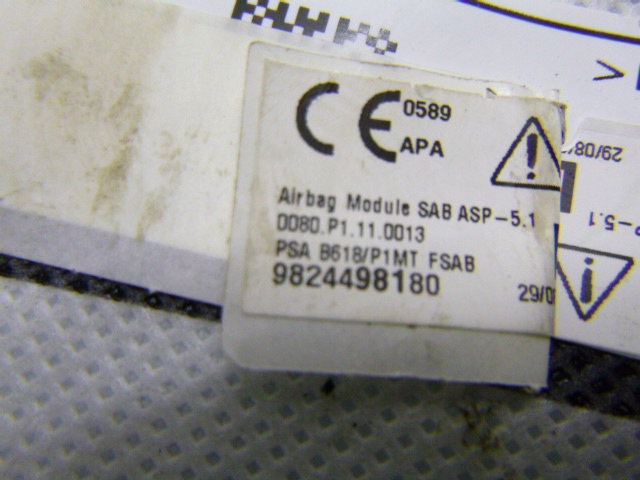 CE 0589
APA
Airbag Module SAB ASP-5.1
0080.P1.11.0013
PSA B618/P1MT FSAB
9824498180
29/0
29/08/
P-5.1
>